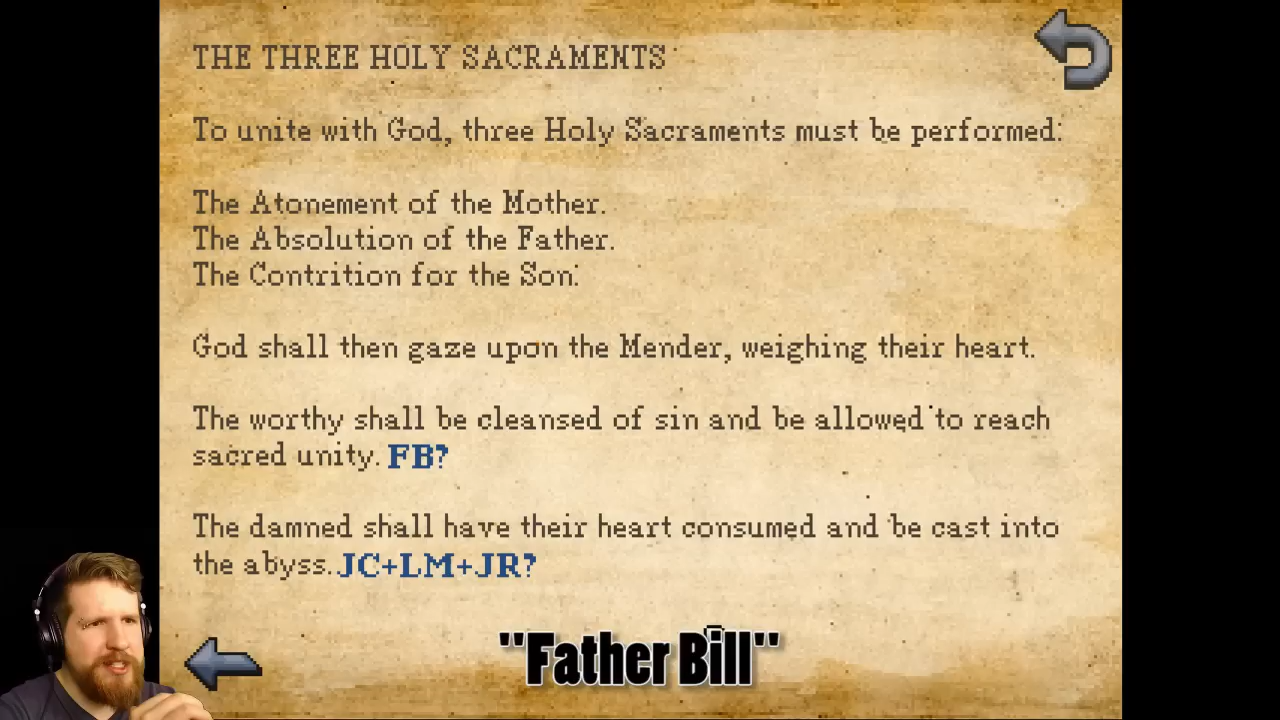 THE THREE HOLY SACRAMENTS
To unite with God, three Holy Sacraments must be performed:
The Atonement of the Mother.
The Absolution of the Father.
The Contrition for the Son.
God shall then gaze upon the Mender, weighing their heart.
The worthy shall be cleansed of sin and be allowed to reach
sacred unity. FB?
The damned shall have their heart consumed and be cast into
the abyss. JC+LM+JR?
"Father Bill"